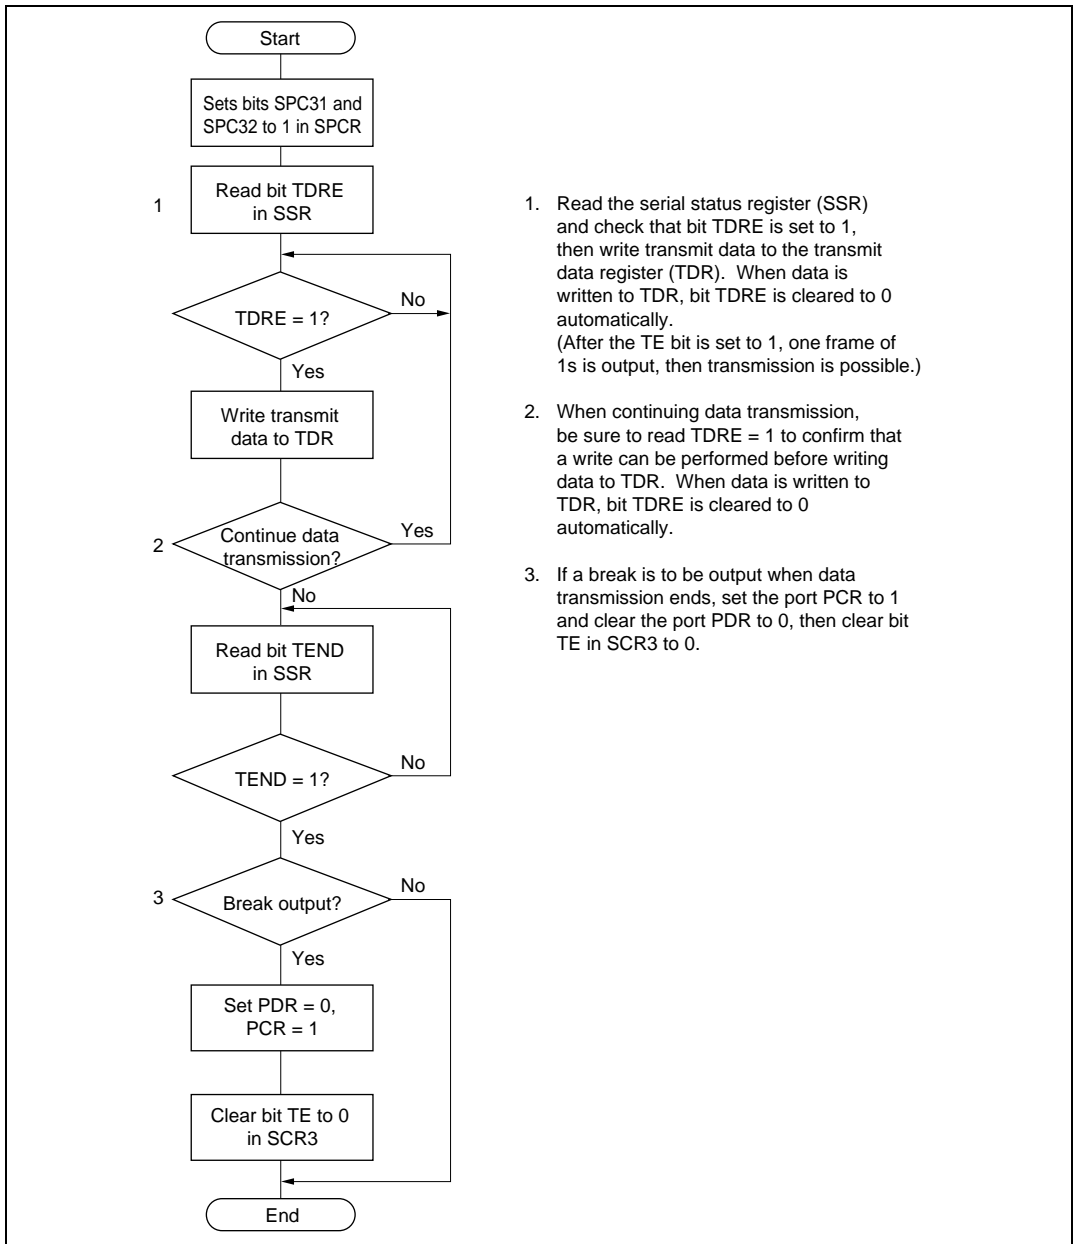 Start
Sets bits SPC31 and
SPC32 to 1 in SPCR
1
Read bit TDRE
in SSR
TDRE = 1?
No
Yes
Write transmit
data to TDR
2
Continue data
transmission?
Yes
No
Read bit TEND
in SSR
TEND = 1?
No
Yes
3
Break output?
No
Yes
Set PDR = 0,
PCR = 1
Clear bit TE to 0
in SCR3
End
1. Read the serial status register (SSR)
and check that bit TDRE is set to 1,
then write transmit data to the transmit
data register (TDR). When data is
written to TDR, bit TDRE is cleared to 0
automatically.
(After the TE bit is set to 1, one frame of
1s is output, then transmission is possible.)
2. When continuing data transmission,
be sure to read TDRE = 1 to confirm that
a write can be performed before writing
data to TDR. When data is written to
TDR, bit TDRE is cleared to 0
automatically.
3. If a break is to be output when data
transmission ends, set the port PCR to 1
and clear the port PDR to 0, then clear bit
TE in SCR3 to 0.